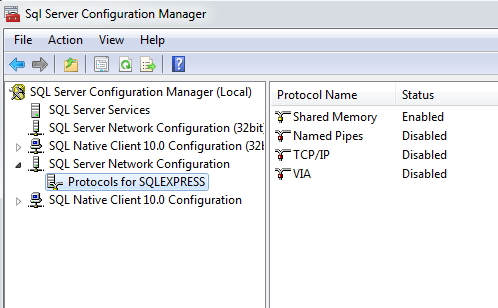 Sql Server Configuration Manager
File Action View Help
SQL Server Configuration Manager (Local)
SQL Server Services
SQL Server Network Configuration (32bit
SQL Native Client 10.0 Configuration (32l
SQL Server Network Configuration
Protocols for SQLEXPRESS
SQL Native Client 10.0 Configuration
Protocol Name Status
Shared Memory Enabled
Named Pipes Disabled
TCP/IP Disabled
VIA Disabled